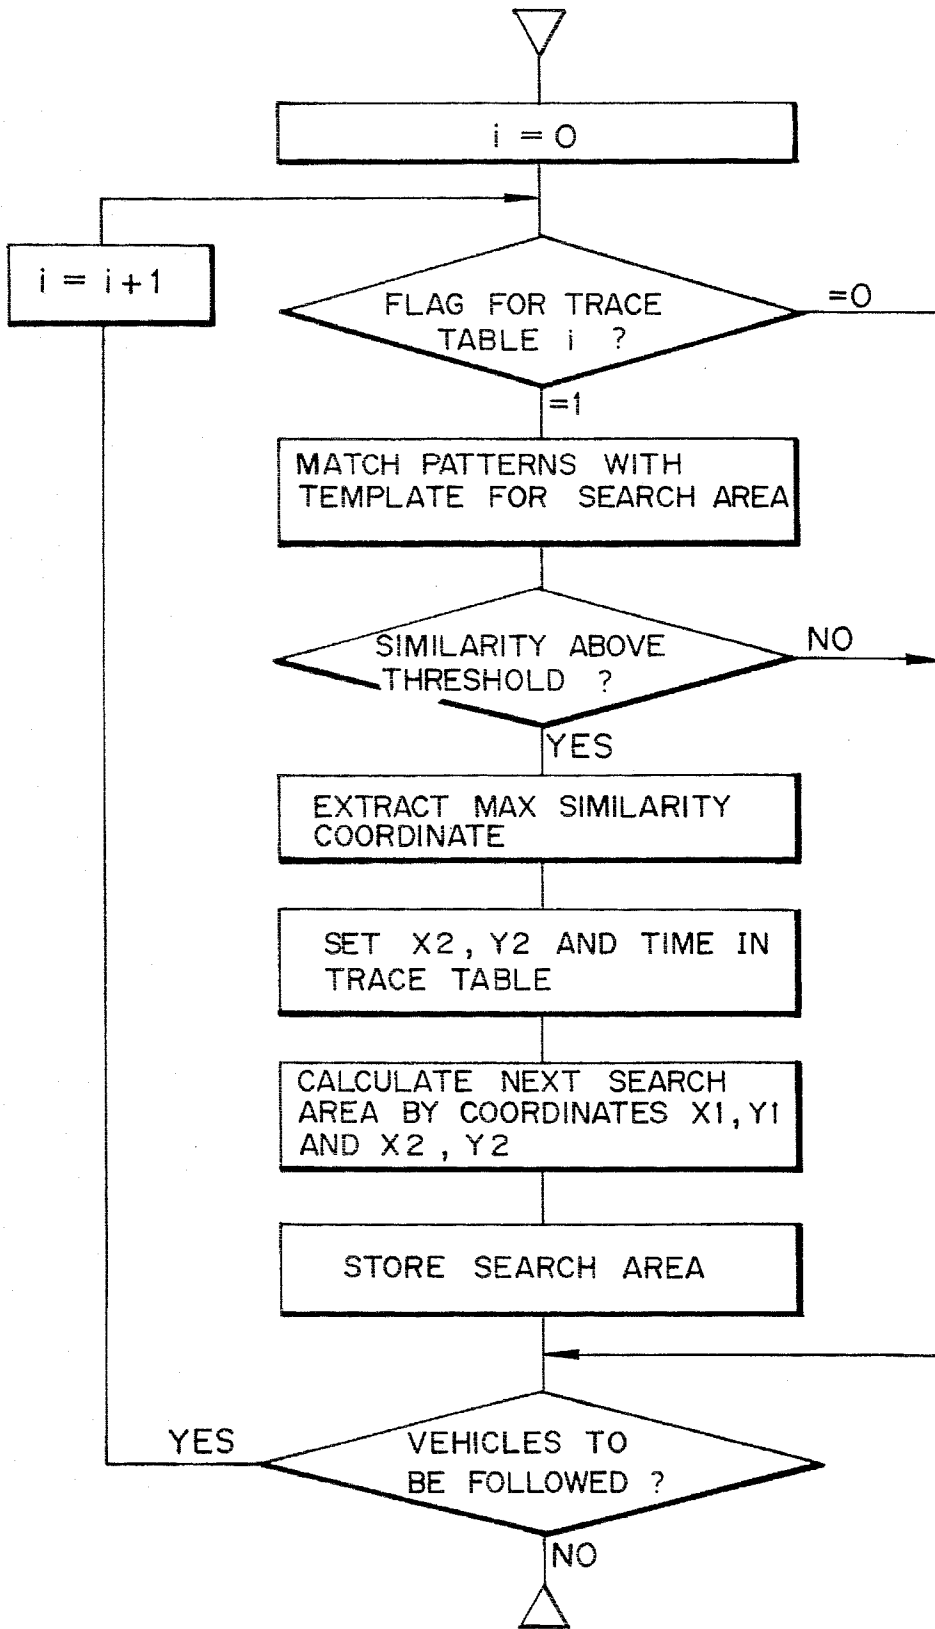 i = 0
i = i+1
FLAG FOR TRACE
TABLE i ?
=0
=1
MATCH PATTERNS WITH
TEMPLATE FOR SEARCH AREA
SIMILARITY ABOVE
THRESHOLD ?
NO
YES
EXTRACT MAX SIMILARITY
COORDINATE
SET X2, Y2 AND TIME IN
TRACE TABLE
CALCULATE NEXT SEARCH
AREA BY COORDINATES X1, Y1
AND X2, Y2
STORE SEARCH AREA
YES
VEHICLES TO
BE FOLLOWED ?
NO